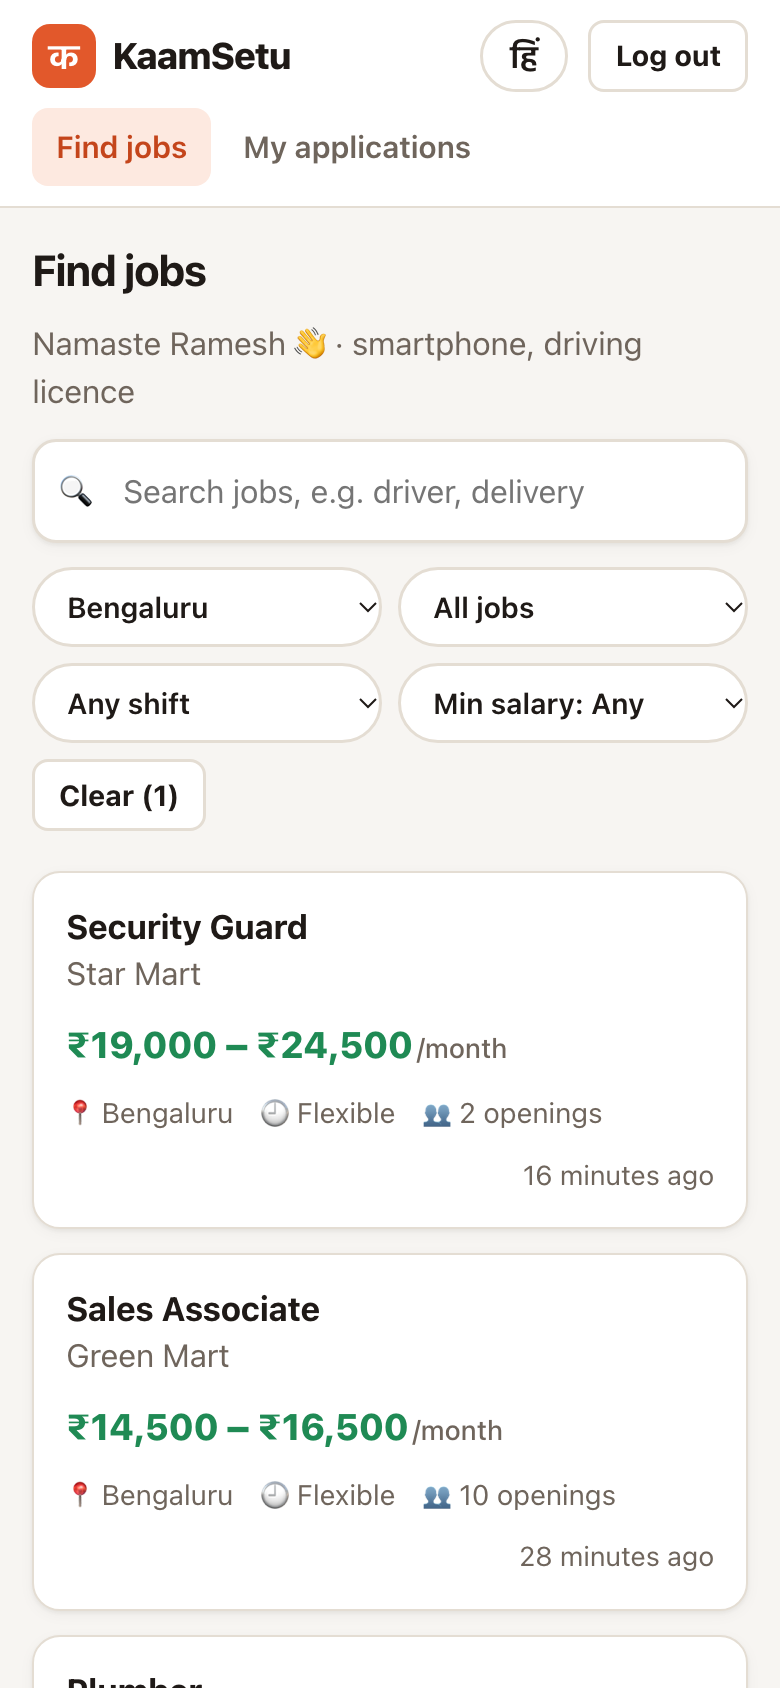 क KaamSetu हिं Log out
Find jobs My applications
Find jobs
Namaste Ramesh 👋 · smartphone, driving
licence
Search jobs, e.g. driver, delivery
Bengaluru All jobs
Any shift Min salary: Any
Clear (1)
Security Guard
Star Mart
₹19,000 – ₹24,500 /month
Bengaluru Flexible 2 openings
16 minutes ago
Sales Associate
Green Mart
₹14,500 – ₹16,500 /month
Bengaluru Flexible 10 openings
28 minutes ago
Plumber